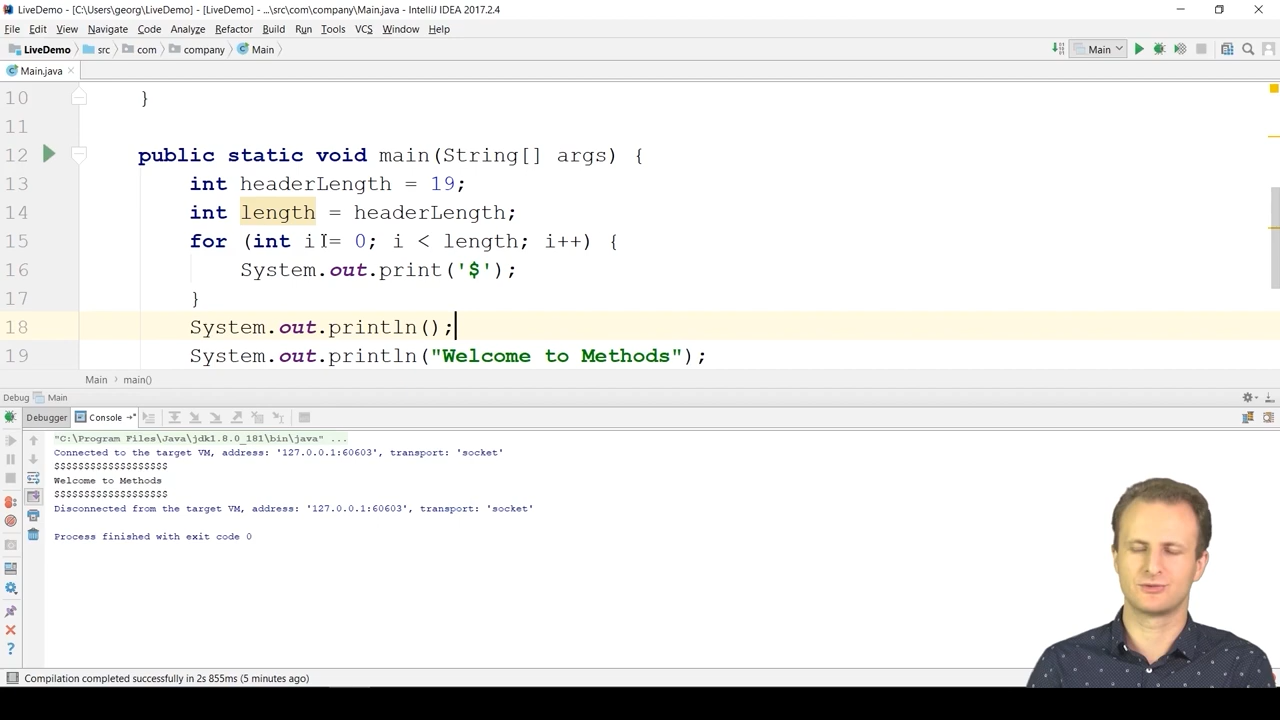 LiveDemo - [C:\Users\georg\LiveDemo] - [LiveDemo] - ...\src\com\company\Main.java - IntelliJ IDEA 2017.2.4
File Edit View Navigate Code Analyze Refactor Build Run Tools VCS Window Help
LiveDemo src com company Main Main
Main.java
10 }
11
12 public static void main(String[] args) {
13 int headerLength = 19;
14 int length = headerLength;
15 for (int i = 0; i < length; i++) {
16 System.out.print('$');
17 }
18 System.out.println();
19 System.out.println("Welcome to Methods");
Main main()
Debug Main
Debugger Console
"C:\Program Files\Java\jdk1.8.0_181\bin\java" ...
Connected to the target VM, address: '127.0.0.1:60603', transport: 'socket'
$$$$$$$$$$$$$$$$$$$
Welcome to Methods
$$$$$$$$$$$$$$$$$$$
Disconnected from the target VM, address: '127.0.0.1:60603', transport: 'socket'
Process finished with exit code 0
Compilation completed successfully in 2s 855ms (5 minutes ago)